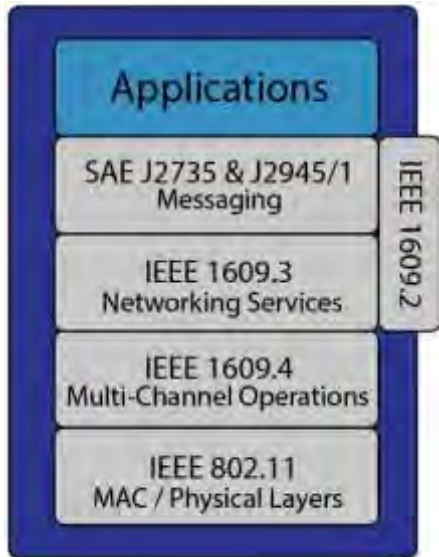 Applications
SAE J2735 & J2945/1
Messaging
IEEE 1609.2
IEEE 1609.3
Networking Services
IEEE 1609.4
Multi-Channel Operations
IEEE 802.11
MAC / Physical Layers